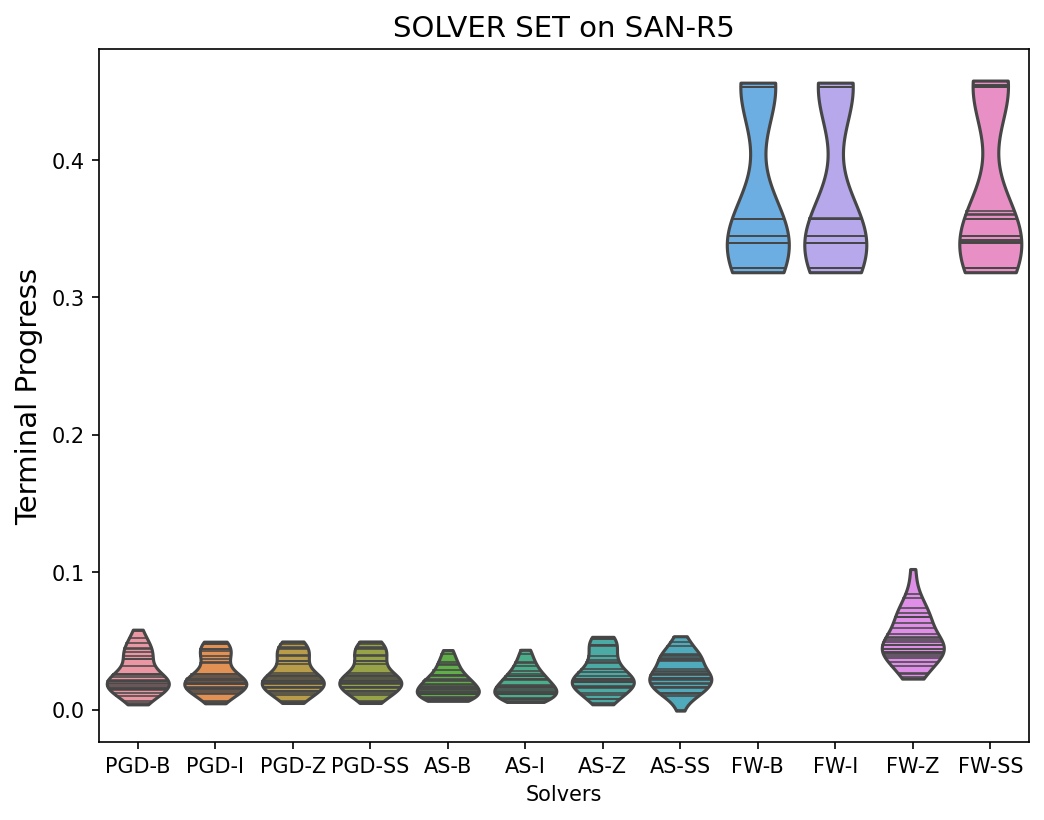 SOLVER SET on SAN-R5
Terminal Progress
0.4
0.3
0.2
0.1
0.0
PGD-B PGD-I PGD-Z PGD-SS AS-B AS-I AS-Z AS-SS FW-B FW-I FW-Z FW-SS
Solvers